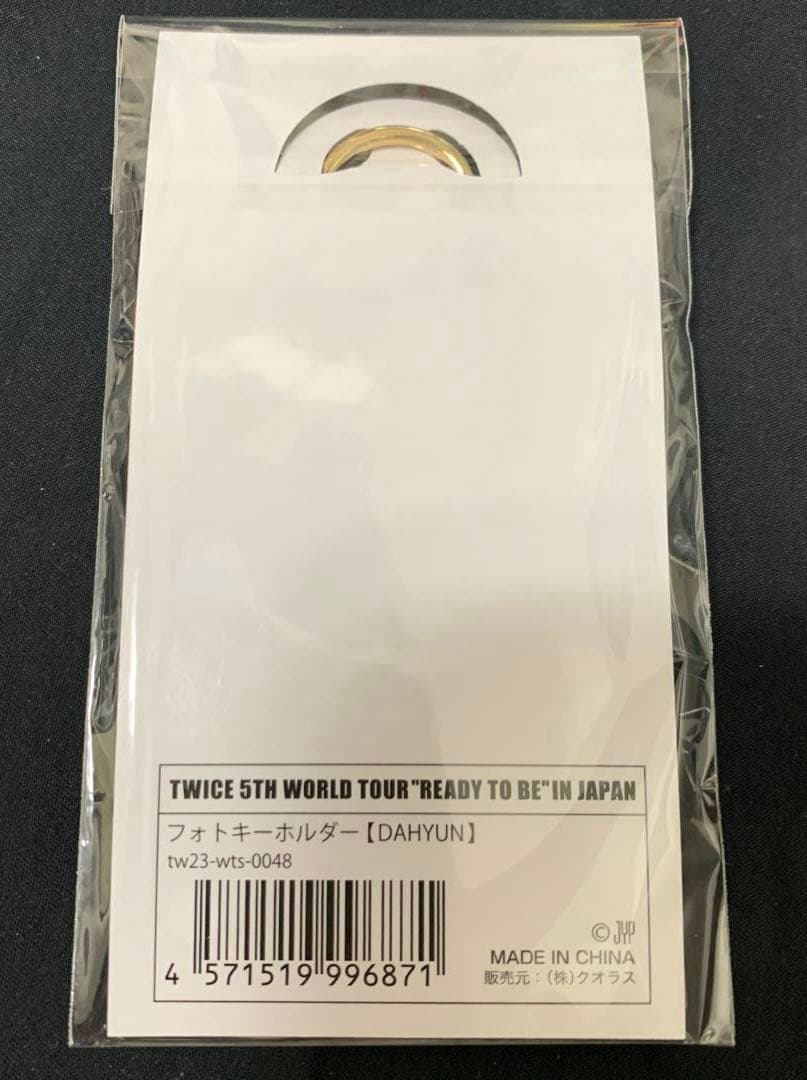 TWICE 5TH WORLD TOUR"READY TO BE"IN JAPAN
フォトキーホルダー【DAHYUN】
tw23-wts-0048
© JYP
MADE IN CHINA
販売元：(株)クオラス
4 571519 996871